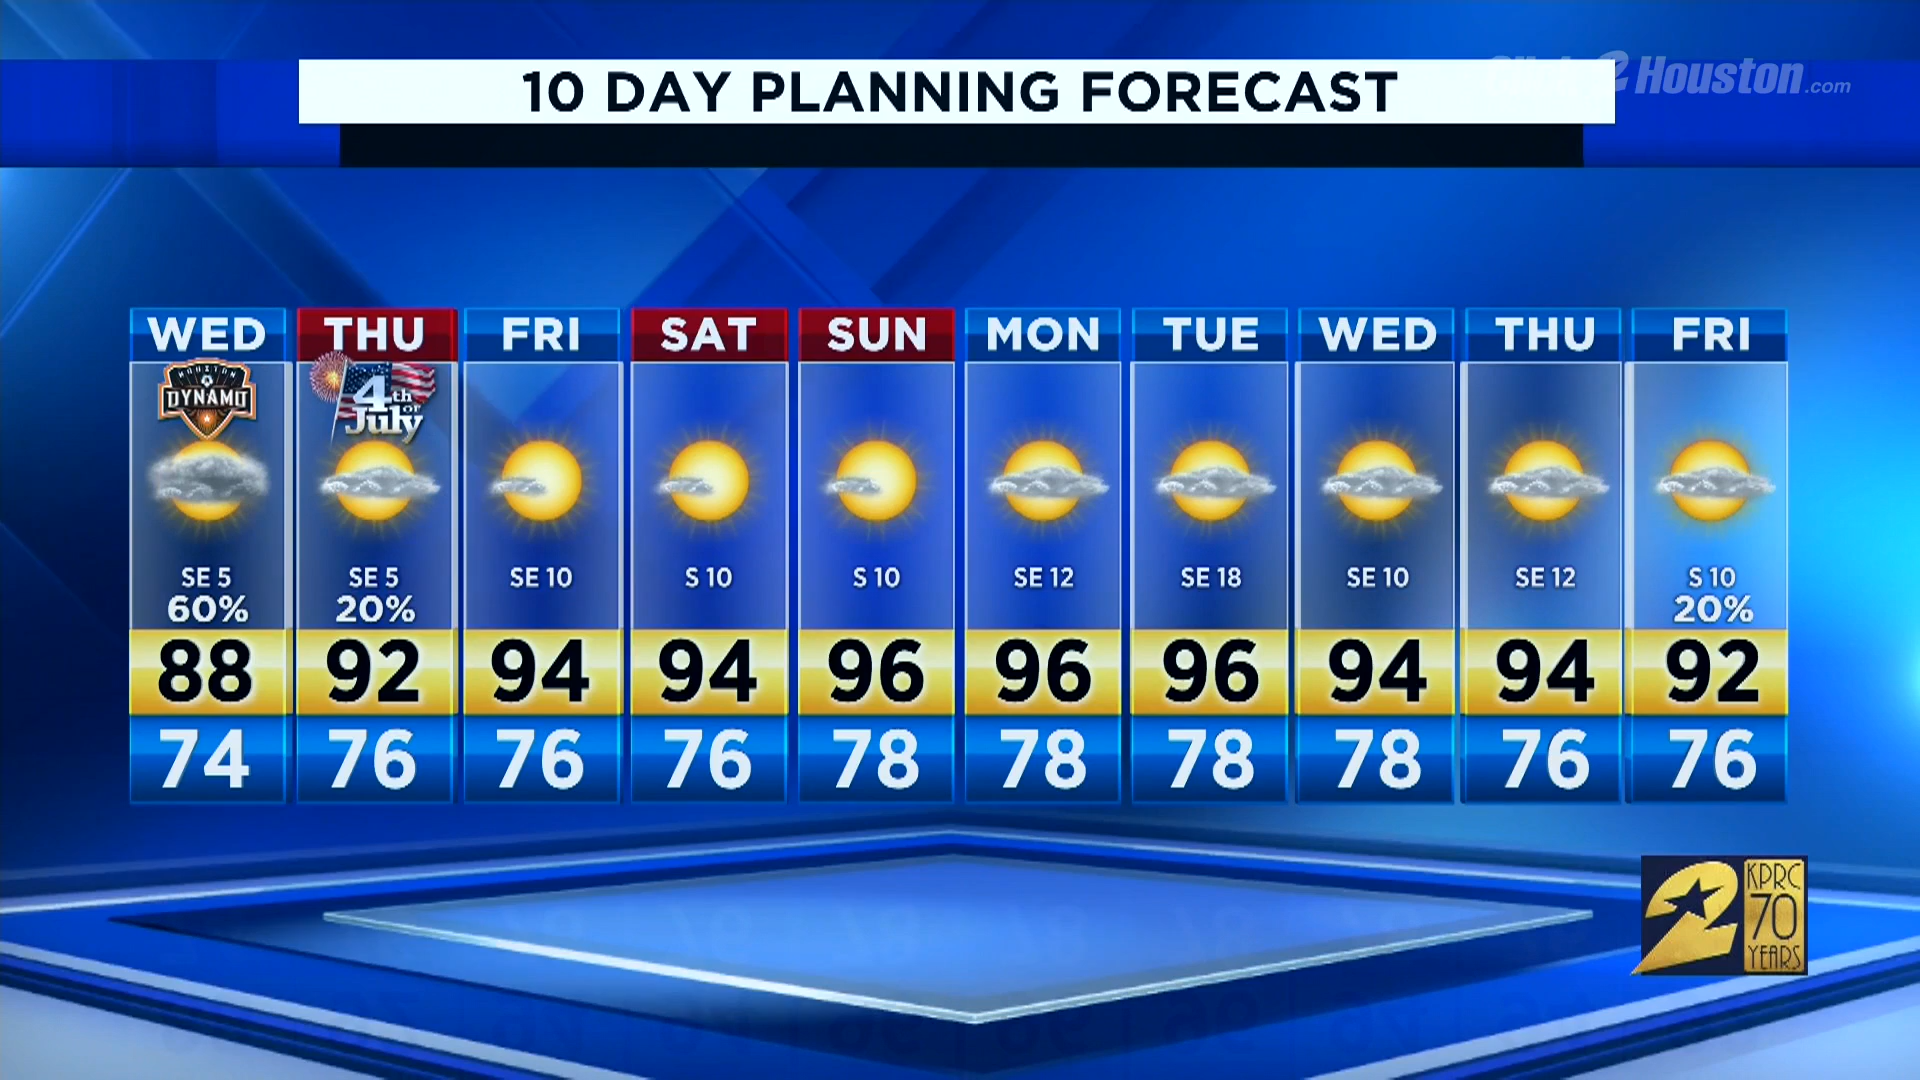 10 DAY PLANNING FORECAST
Click2Houston.com
WED THU FRI SAT SUN MON TUE WED THU FRI
HOUSTON
DYNAMO
4th
of
July
SE 5 SE 5 SE 10 S 10 S 10 SE 12 SE 18 SE 10 SE 12 S 10
60% 20% 20%
88 92 94 94 96 96 96 94 94 92
74 76 76 76 78 78 78 78 76 76
2
KPRC
70
YEARS